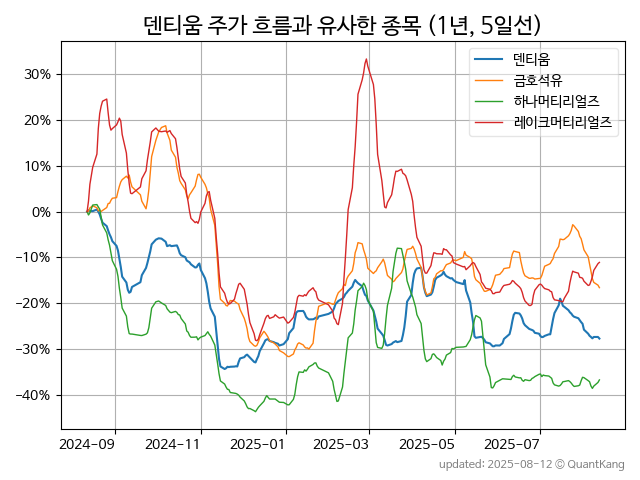 덴티움 주가 흐름과 유사한 종목 (1년, 5일선)
덴티움
금호석유
하나머티리얼즈
레이크머티리얼즈
30%
20%
10%
0%
−10%
−20%
−30%
−40%
2024-09
2024-11
2025-01
2025-03
2025-05
2025-07
updated: 2025-08-12 © QuantKang